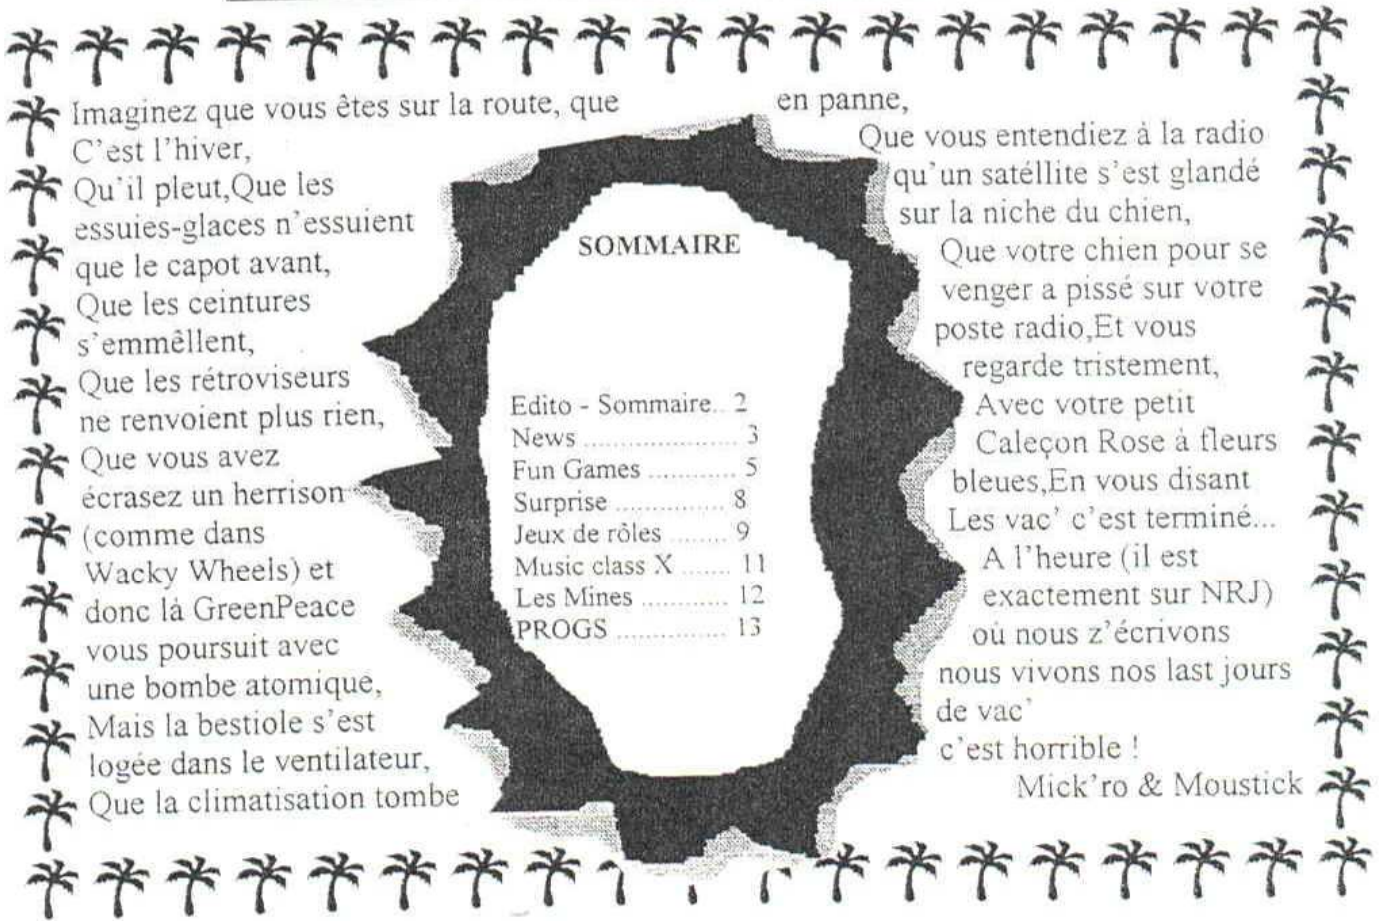 Imaginez que vous êtes sur la route, que
C'est l'hiver,
Qu'il pleut,Que les
essuies-glaces n'essuient
que le capot avant,
Que les ceintures
s'emmêllent,
Que les rétroviseurs
ne renvoient plus rien,
Que vous avez
écrasez un herrison
(comme dans
Wacky Wheels) et
donc là GreenPeace
vous poursuit avec
une bombe atomique,
Mais la bestiole s'est
logée dans le ventilateur,
Que la climatisation tombe
en panne,
Que vous entendiez à la radio
qu'un satéllite s'est glandé
sur la niche du chien,
Que votre chien pour se
venger a pissé sur votre
poste radio,Et vous
regarde tristement,
Avec votre petit
Caleçon Rose à fleurs
bleues,En vous disant
Les vac' c'est terminé...
A l'heure (il est
exactement sur NRJ)
où nous z'écrivons
nous vivons nos last jours
de vac'
c'est horrible !
Mick'ro & Moustick
SOMMAIRE
Edito - Sommaire.. 2
News ...................... 3
Fun Games ............ 5
Surprise ................ 8
Jeux de rôles ........ 9
Music class X ....... 11
Les Mines ............ 12
PROGS ............... 13